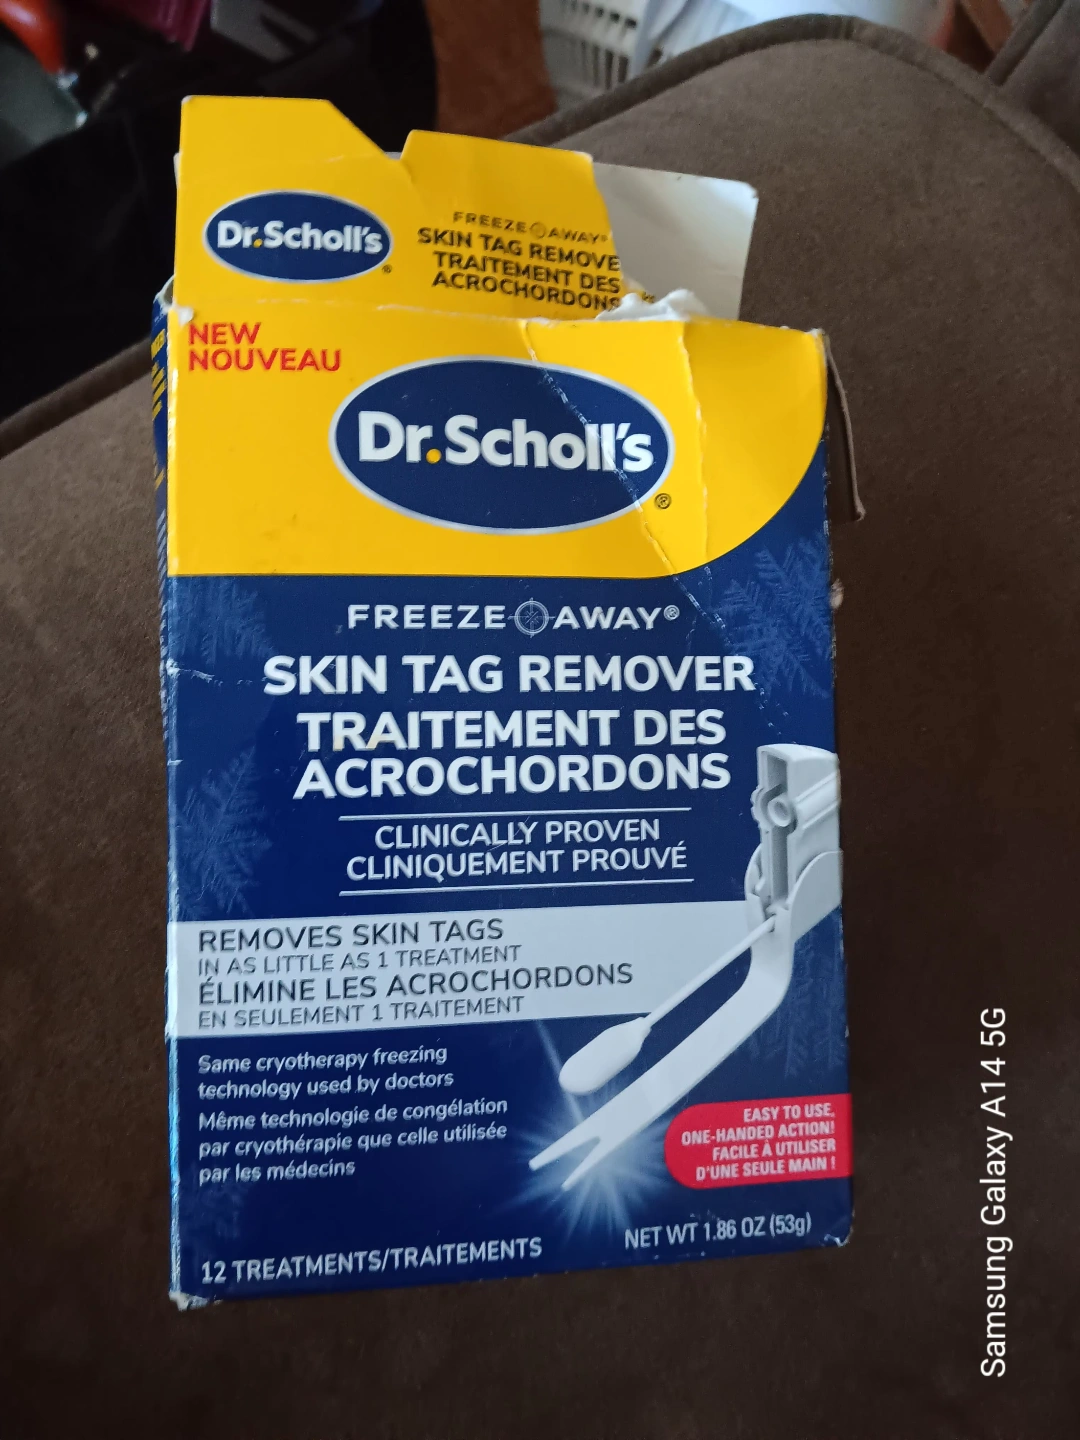 Dr.Scholl's®
FREEZE AWAY®
SKIN TAG REMOVE
TRAITEMENT DES
ACROCHORDONS
NEW
NOUVEAU
Dr.Scholl's®
FREEZE AWAY®
SKIN TAG REMOVER
TRAITEMENT DES
ACROCHORDONS
CLINICALLY PROVEN
CLINIQUEMENT PROUVÉ
REMOVES SKIN TAGS
IN AS LITTLE AS 1 TREATMENT
ÉLIMINE LES ACROCHORDONS
EN SEULEMENT 1 TRAITEMENT
Same cryotherapy freezing
technology used by doctors
Même technologie de congélation
par cryothérapie que celle utilisée
par les médecins
EASY TO USE,
ONE-HANDED ACTION!
FACILE À UTILISER
D'UNE SEULE MAIN !
12 TREATMENTS/TRAITEMENTS
NET WT 1.86 OZ (53g)
Samsung Galaxy A14 5G